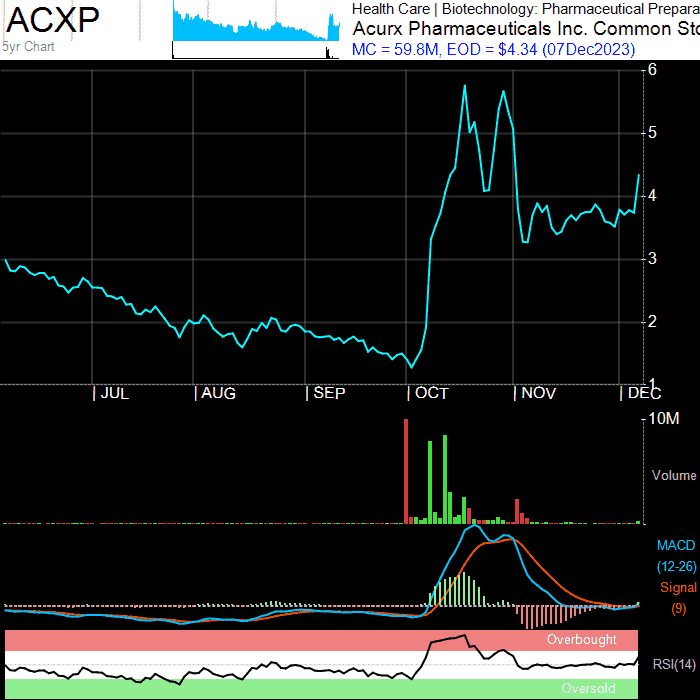 ACXP
5yr Chart
Health Care | Biotechnology: Pharmaceutical Prepara
Acurx Pharmaceuticals Inc. Common Sto
MC = 59.8M, EOD = $4.34 (07Dec2023)
6
5
4
3
2
1
| JUL | AUG | SEP | OCT | NOV | DEC
10M
Volume
MACD
(12-26)
Signal
(9)
Overbought
RSI(14)
Oversold